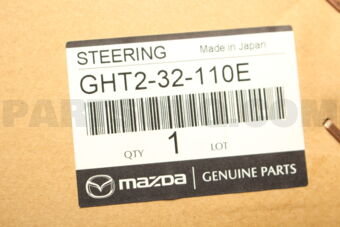 STEERING Made in Japan
GHT2-32-110E
QTY 1 LOT
mazda GENUINE PARTS